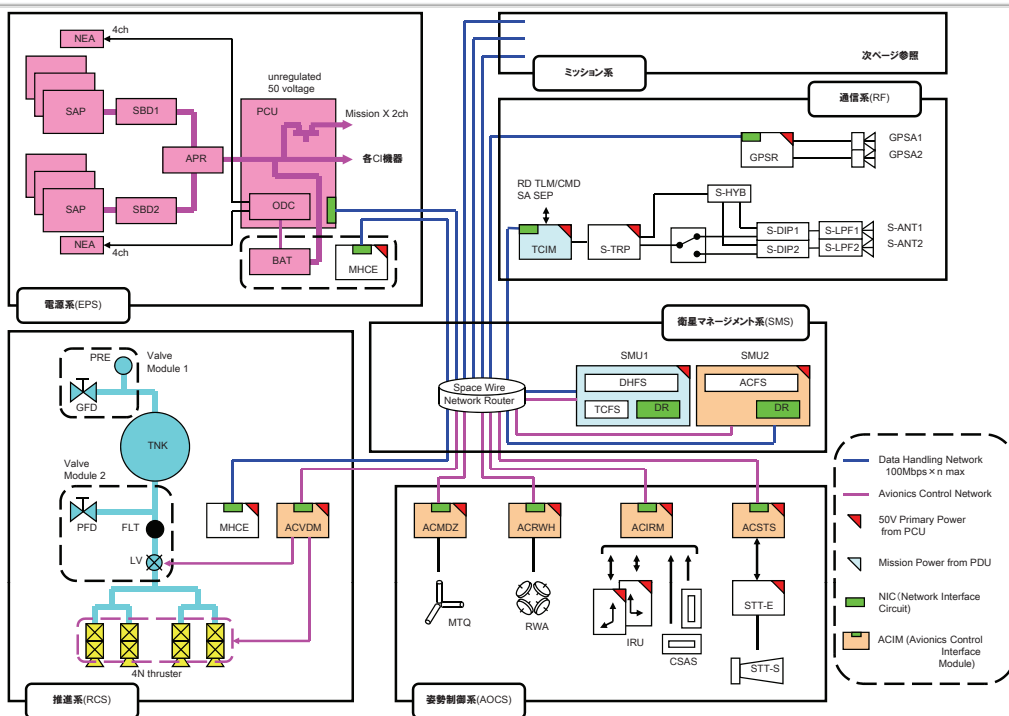 NEA
4ch
SAP
SBD1
APR
SAP
SBD2
NEA
4ch
unregulated
50 voltage
PCU
Mission X 2ch
各CI機器
ODC
BAT
MHCE
電源系(EPS)
次ページ参照
ミッション系
通信系(RF)
GPSR
GPSA1
GPSA2
RD TLM/CMD
SA SEP
TCIM
S-TRP
S-HYB
S-DIP1
S-DIP2
S-LPF1
S-LPF2
S-ANT1
S-ANT2
衛星マネージメント系(SMS)
Space Wire
Network Router
SMU1
DHFS
TCFS
DR
SMU2
ACFS
DR
PRE
Valve
Module 1
GFD
TNK
Valve
Module 2
PFD
FLT
LV
MHCE
ACVDM
4N thruster
推進系(RCS)
ACMDZ
ACRWH
ACIRM
ACSTS
MTQ
RWA
IRU
CSAS
STT-E
STT-S
姿勢制御系(AOCS)
Data Handling Network
100Mbps×n max
Avionics Control Network
50V Primary Power
from PCU
Mission Power from PDU
NIC(Network Interface
Circuit)
ACIM (Avionics Control
Interface
Module)